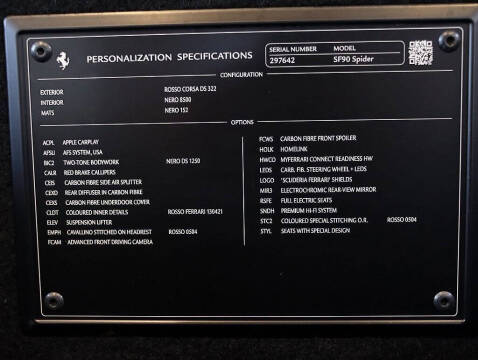 PERSONALIZATION SPECIFICATIONS
SERIAL NUMBER MODEL
297642 SF90 Spider
CONFIGURATION
EXTERIOR ROSSO CORSA DS 322
INTERIOR NERO 8500
MATS NERO 152
OPTIONS
ACPL APPLE CARPLAY
AFSU AFS SYSTEM, USA
BIC2 TWO-TONE BODYWORK NERO DS 1250
CALR RED BRAKE CALLIPERS
CEIS CARBON FIBRE SIDE AIR SPLITTER
CEXD REAR DIFFUSER IN CARBON FIBRE
CEXS CARBON FIBRE UNDERDOOR COVER
CLDT COLOURED INNER DETAILS ROSSO FERRARI 130421
ELEV SUSPENSION LIFTER
EMPH CAVALLINO STITCHED ON HEADREST ROSSO 0504
FCAM ADVANCED FRONT DRIVING CAMERA
FCWS CARBON FIBRE FRONT SPOILER
HOLK HOMELINK
HWCO MYFERRARI CONNECT READINESS HW
LEDS CARB. FIB. STEERING WHEEL + LEDS
LOGO 'SCUDERIA FERRARI' SHIELDS
MIR3 ELECTROCHROMIC REAR-VIEW MIRROR
RSFE FULL ELECTRIC SEATS
SNDH PREMIUM HI-FI SYSTEM
STC2 COLOURED SPECIAL STITCHING O.R. ROSSO 0504
STYL SEATS WITH SPECIAL DESIGN